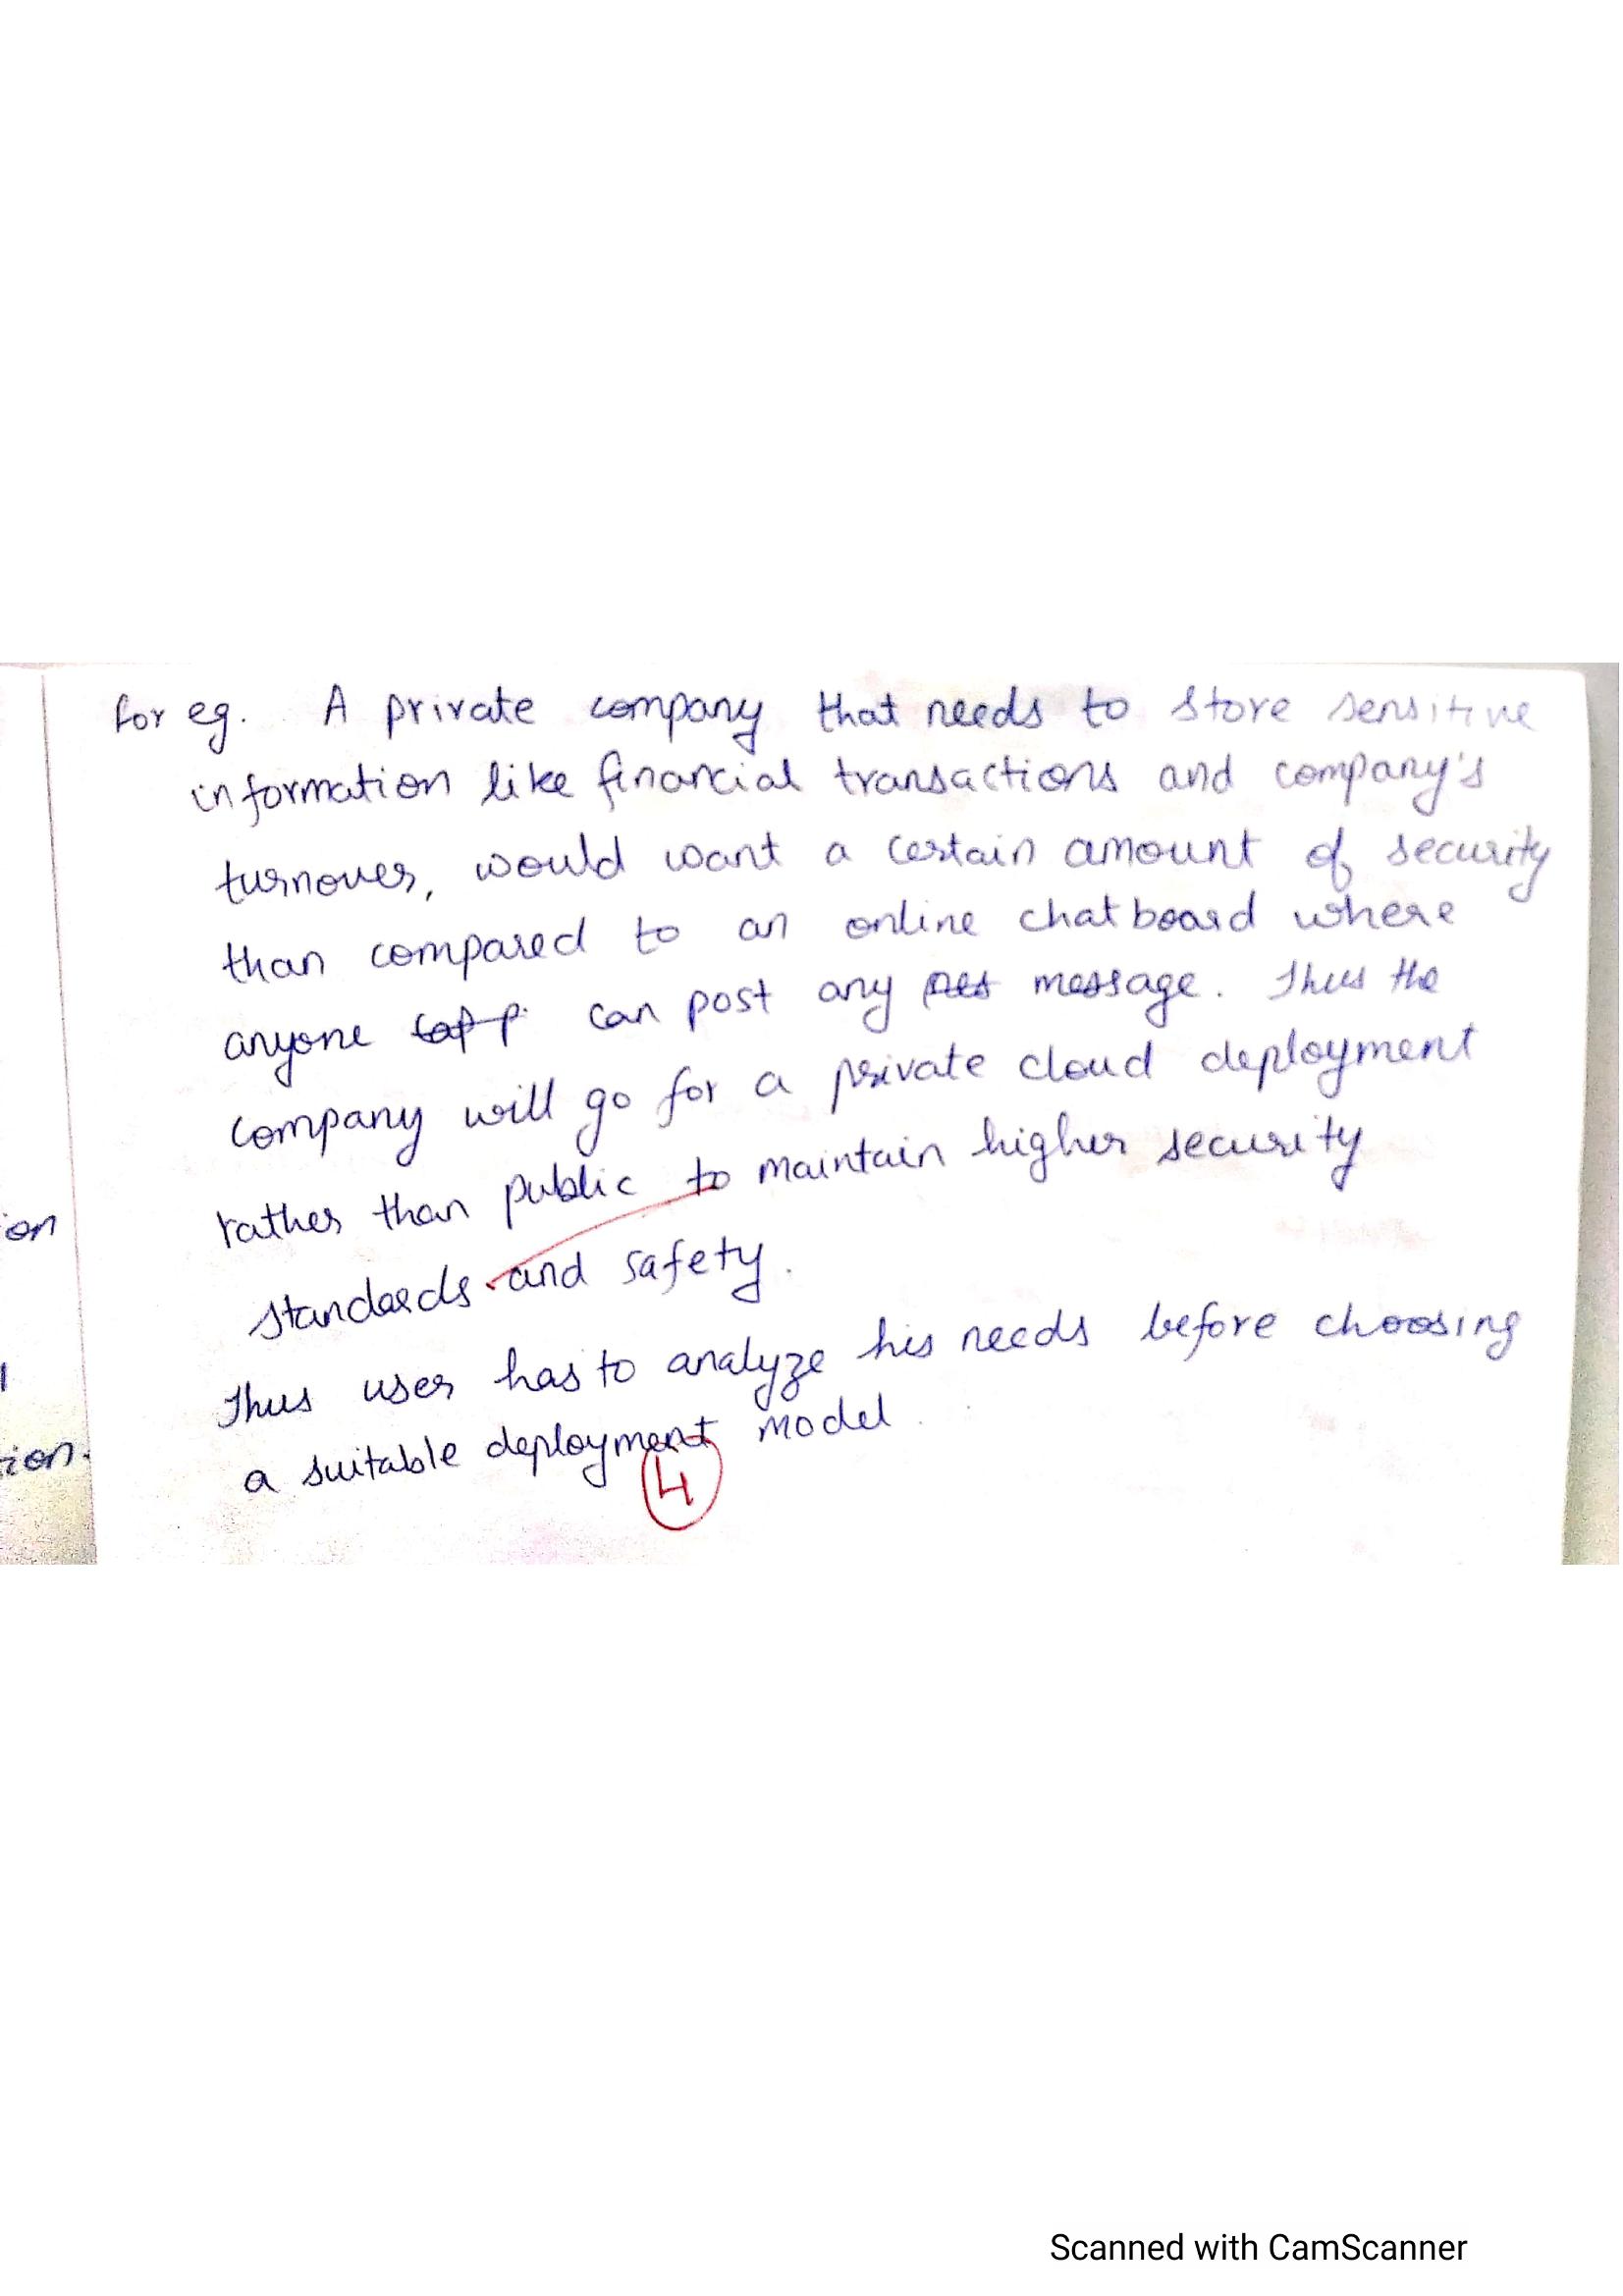 for eg. A private company that needs to store sensitive
information like financial transactions and company's
turnover, would want a certain amount of security
than compared to an online chatboard where
anyone can post any message. Thus the
company will go for a private cloud deployment
rather than public to maintain higher security
standards and safety.
Thus user has to analyze his needs before choosing
a suitable deployment model.
4
ion
ion.
Scanned with CamScanner